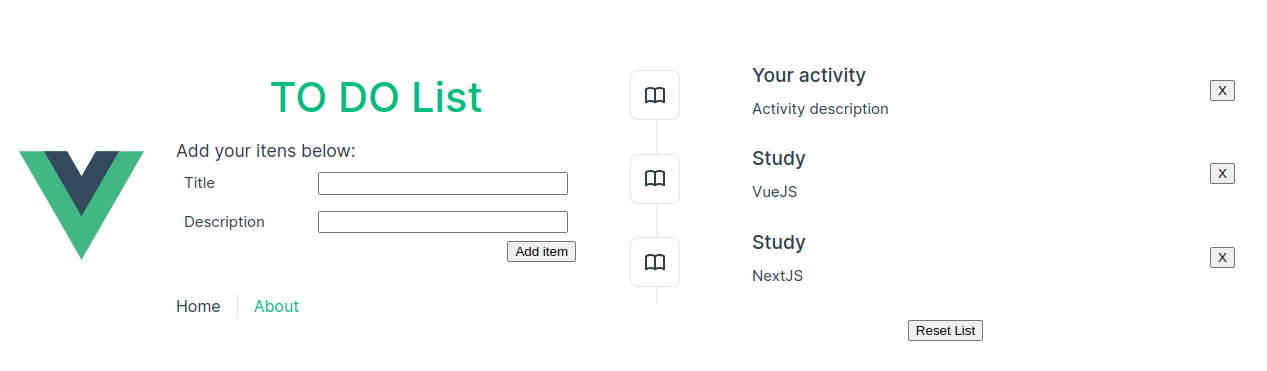 TO DO List
Add your itens below:
Title
Description
Add item
Home
About
Your activity
Activity description
X
Study
VueJS
X
Study
NextJS
X
Reset List